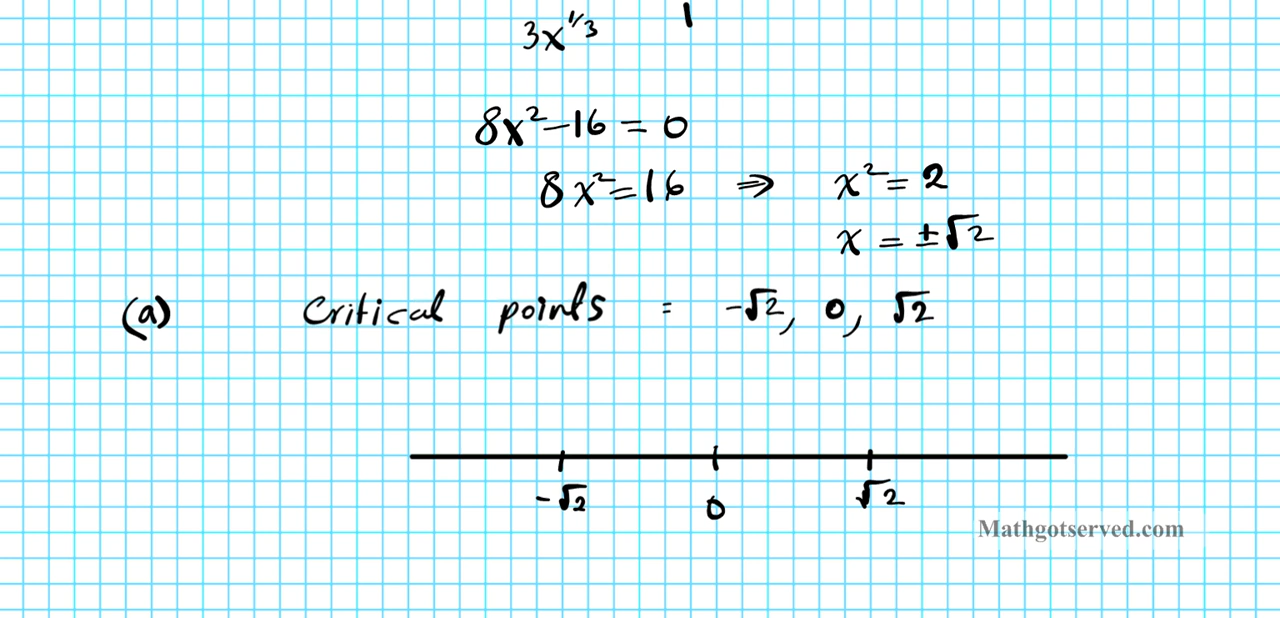 3x^{1/3} 1
8x²-16 = 0
8x²=16 ⇒ x²= 2
x = ±√2
(a) Critical points = -√2, 0, √2
-√2 0 √2
Mathgotserved.com